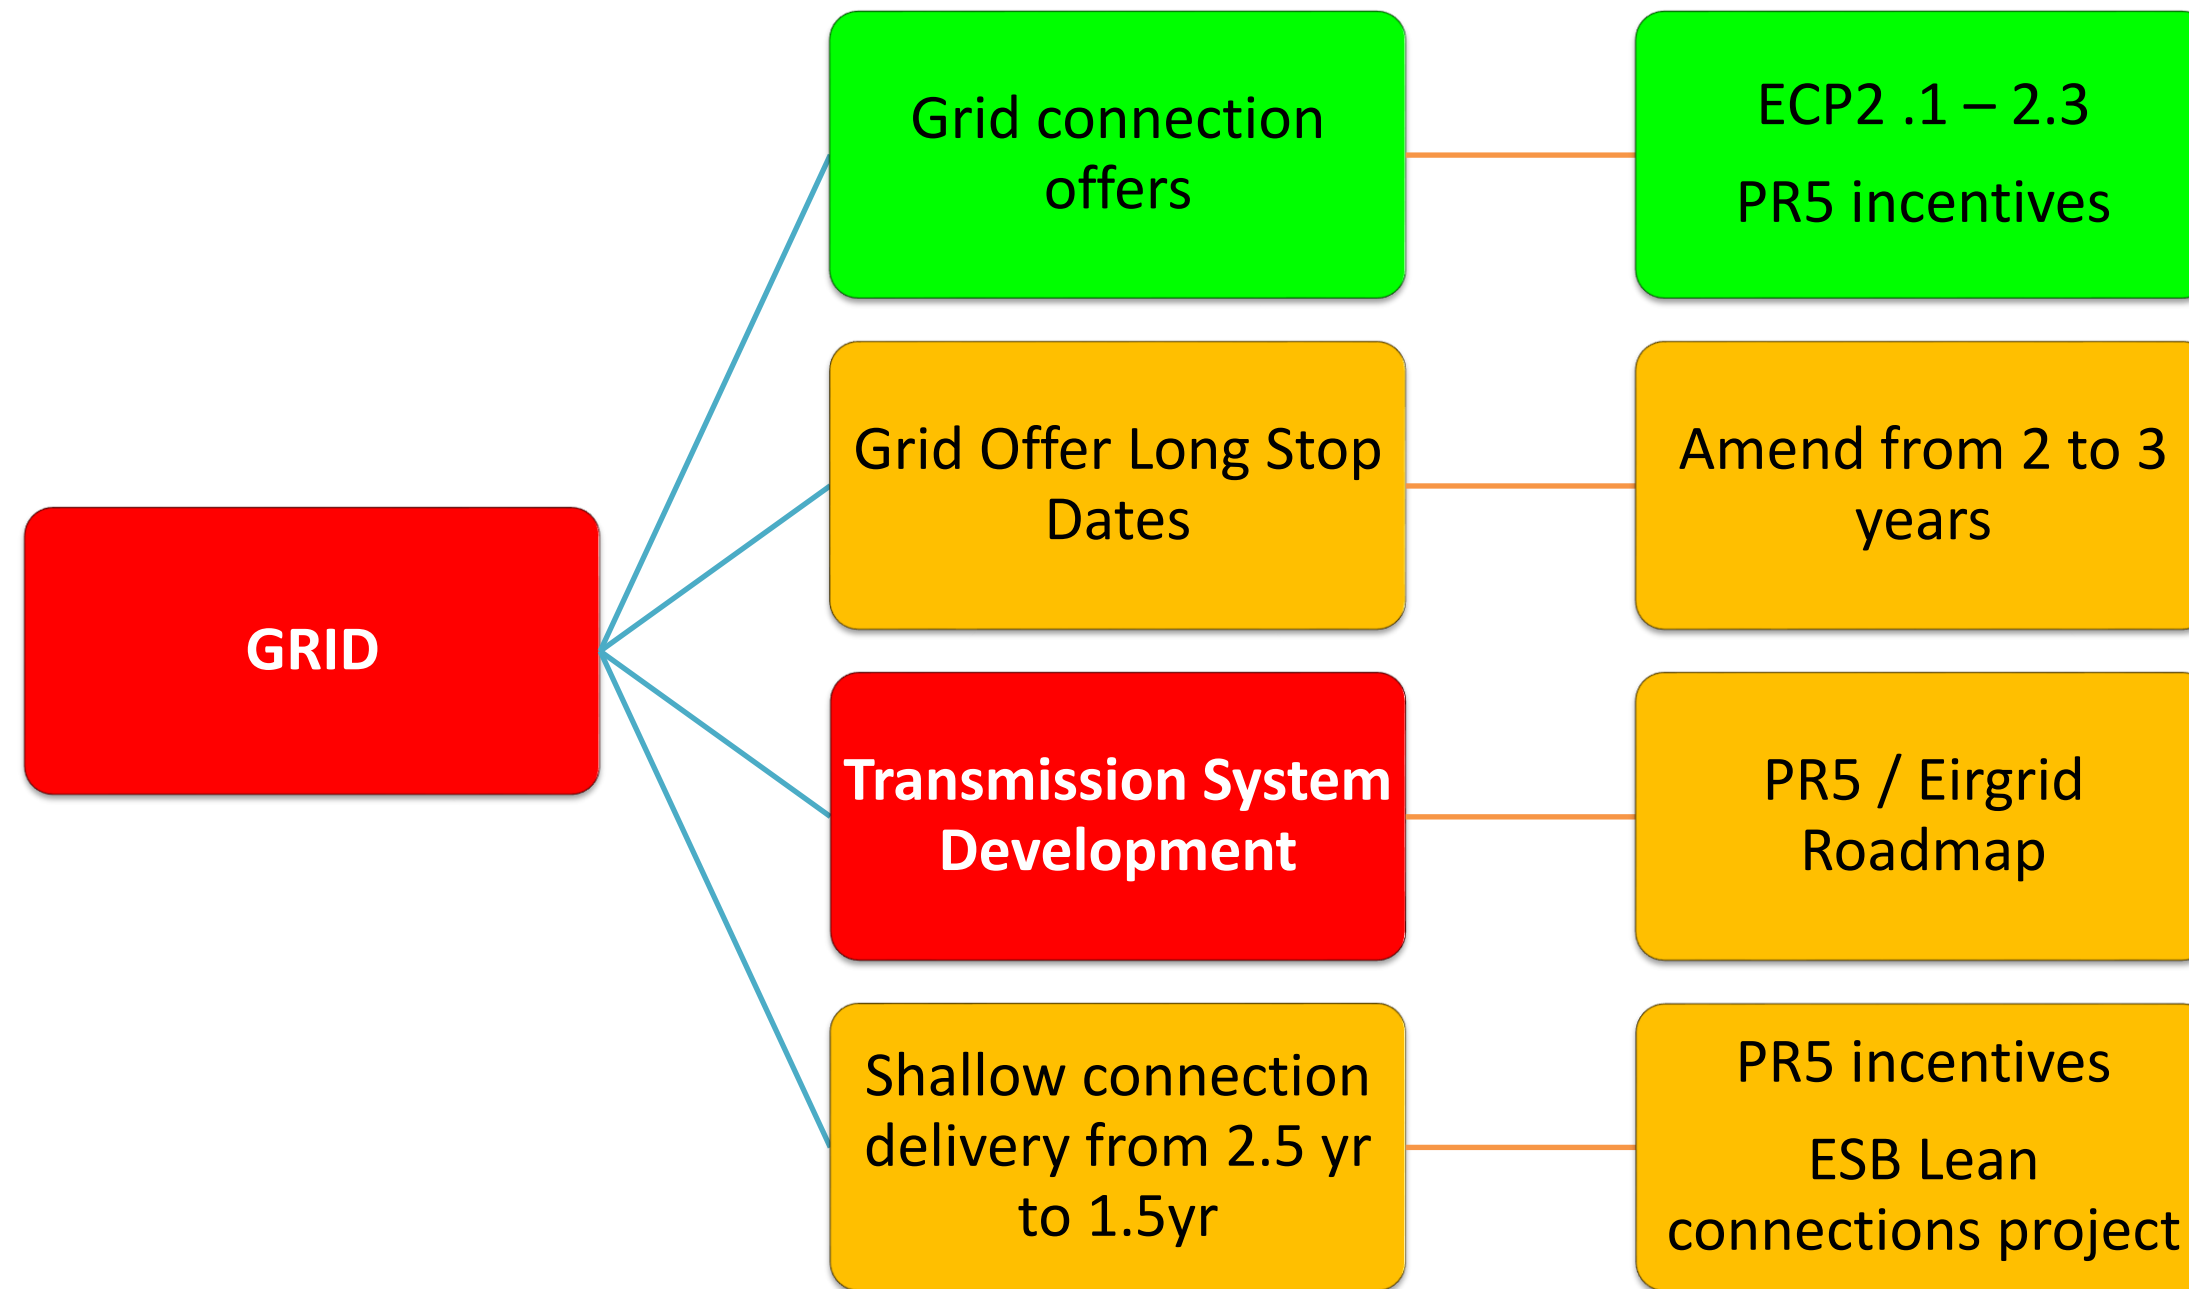 Grid connection
offers
ECP2 .1 – 2.3
PR5 incentives
Grid Offer Long Stop
Dates
Amend from 2 to 3
years
GRID
Transmission System
Development
PR5 / Eirgrid
Roadmap
Shallow connection
delivery from 2.5 yr
to 1.5yr
PR5 incentives
ESB Lean
connections project